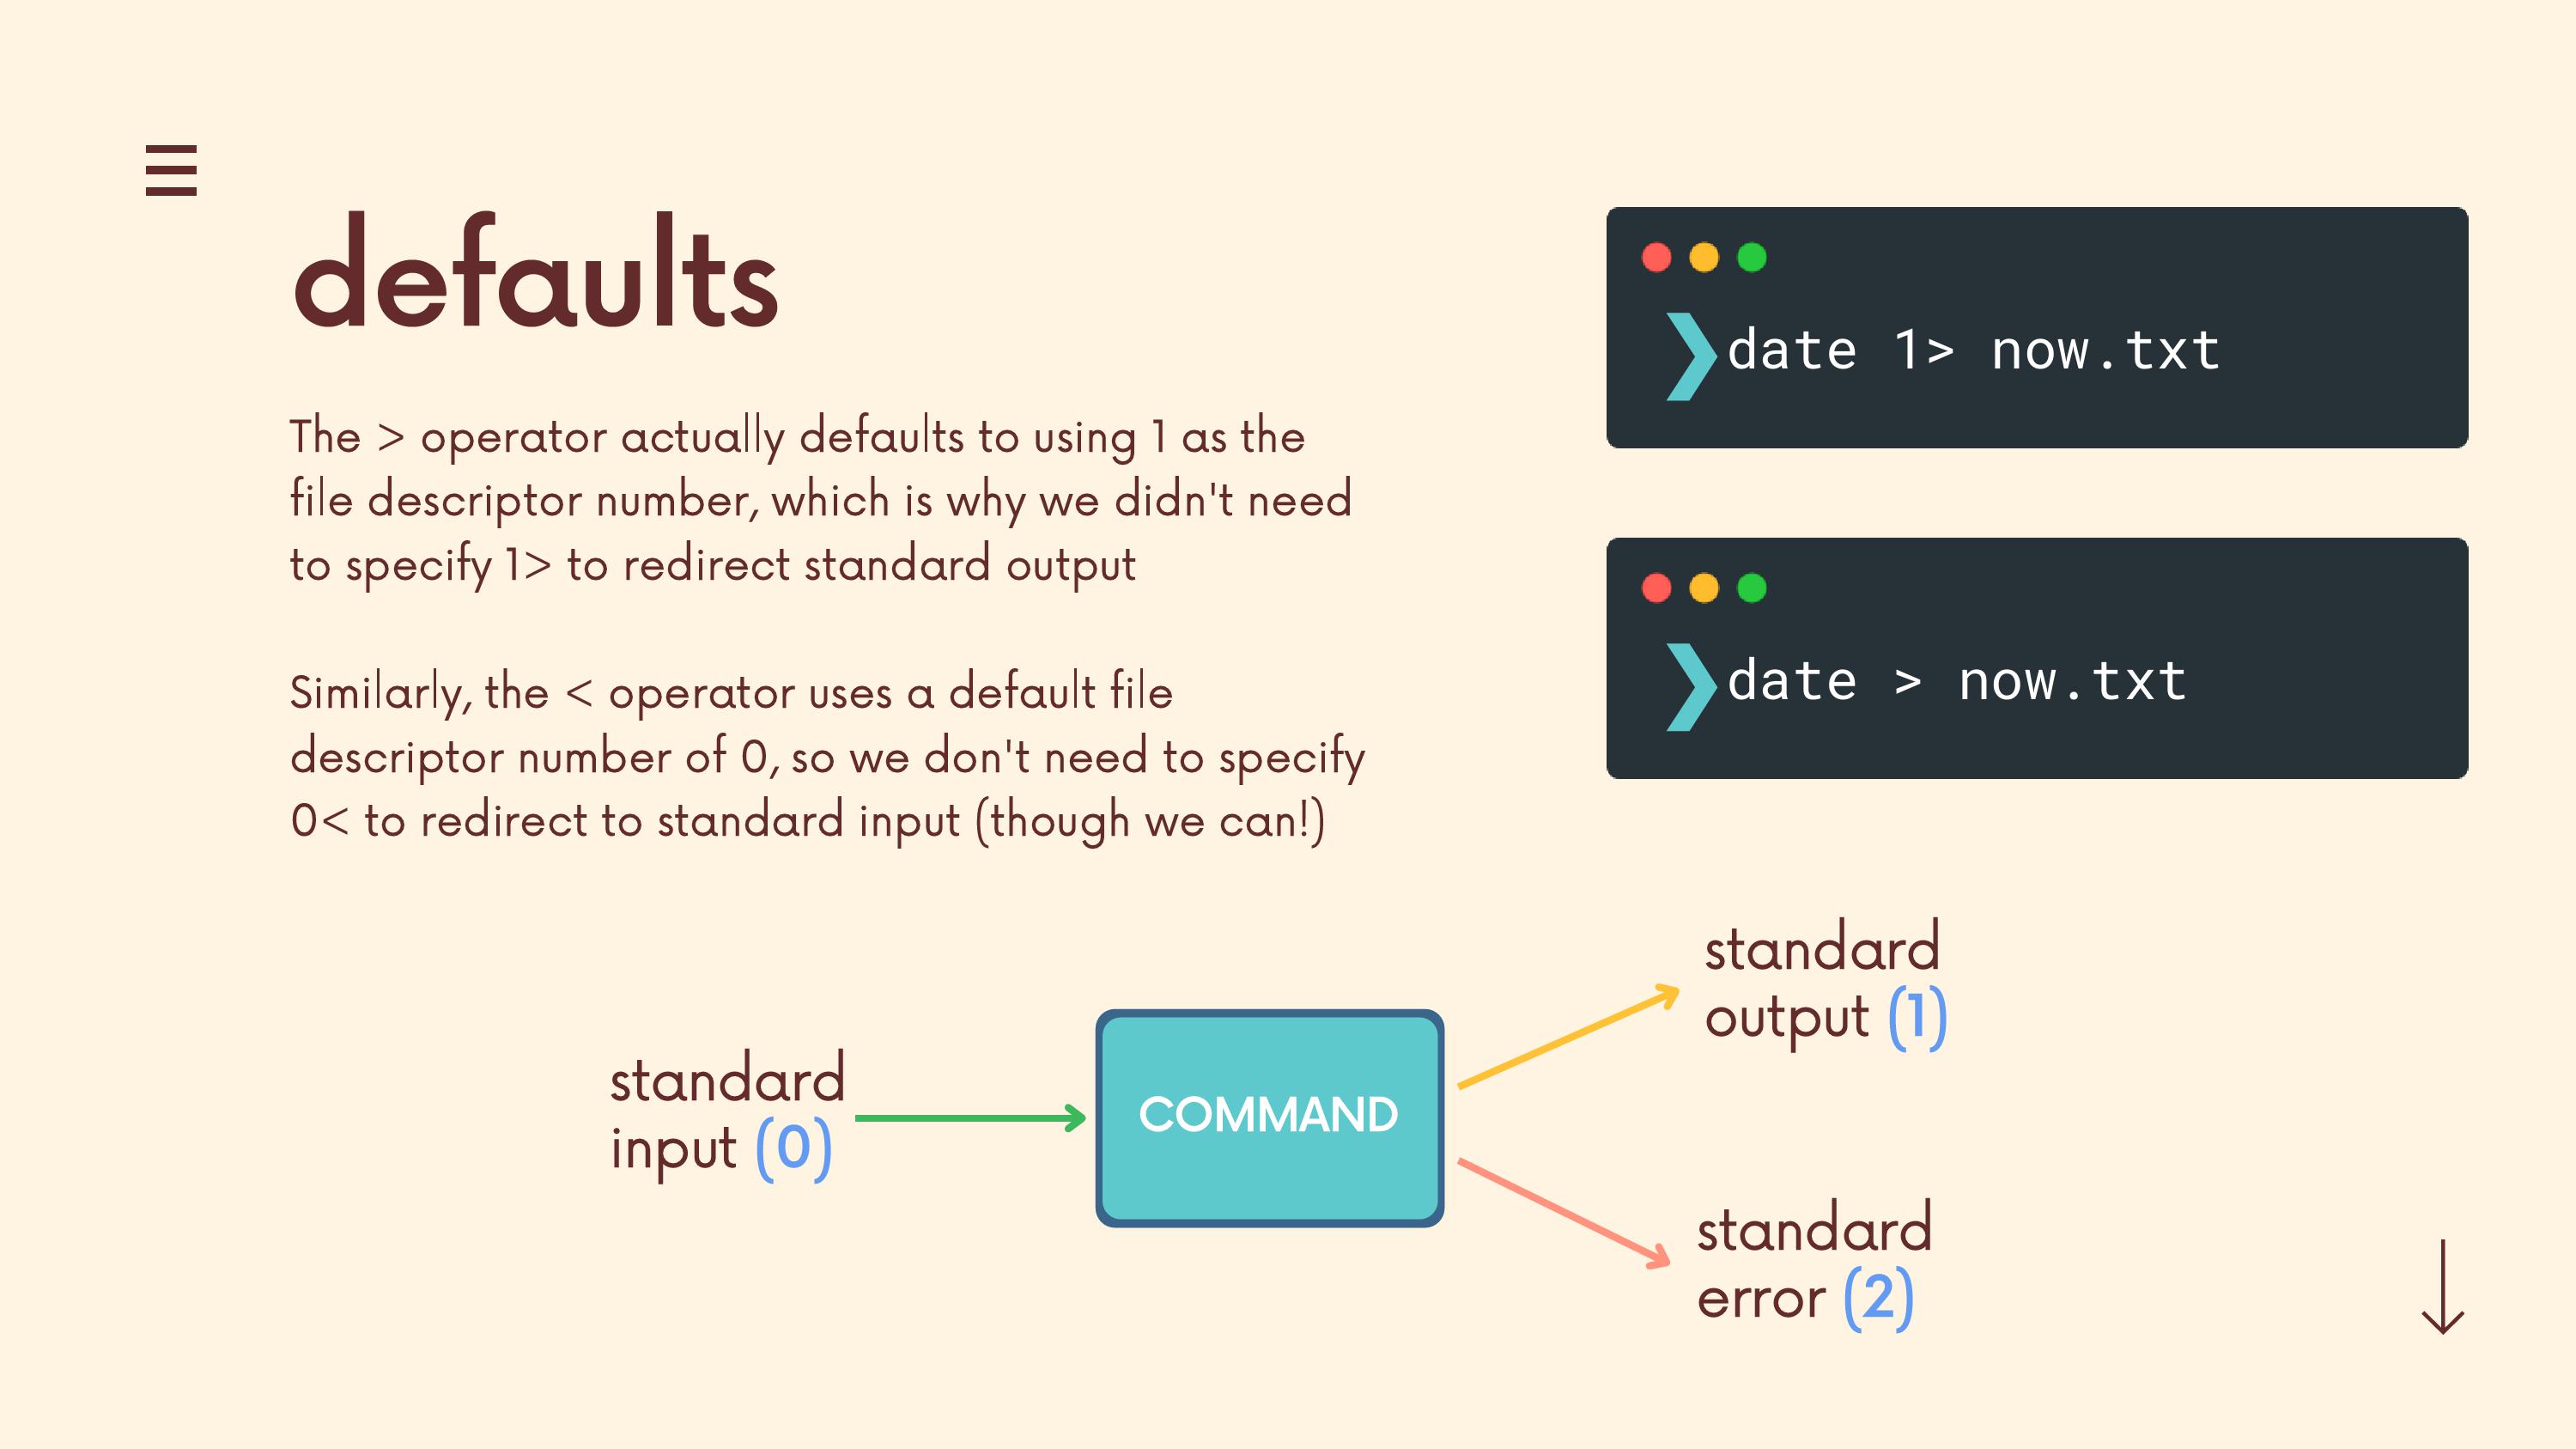 defaults
The > operator actually defaults to using 1 as the
file descriptor number, which is why we didn't need
to specify 1> to redirect standard output
Similarly, the < operator uses a default file
descriptor number of 0, so we don't need to specify
0< to redirect to standard input (though we can!)
❯date 1> now.txt
❯date > now.txt
standard
input (0)
COMMAND
standard
output (1)
standard
error (2)